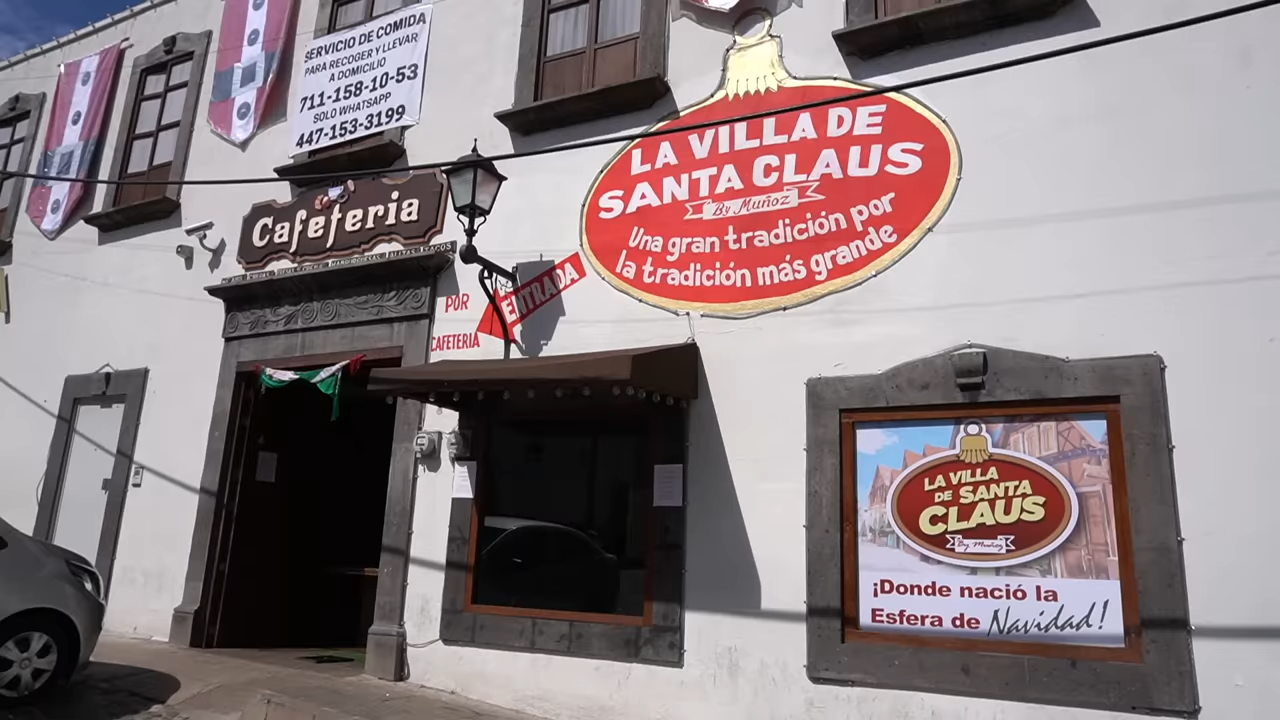 SERVICIO DE COMIDA
PARA RECOGER Y LLEVAR
A DOMICILIO
711-158-10-53
SOLO WHATSAPP
447-153-3199
Cafeteria
TACOS
POR
CAFETERIA
ENTRADA
LA VILLA DE
SANTA CLAUS
By Muñoz
Una gran tradición por
la tradición más grande
LA VILLA
DE SANTA
CLAUS
By Muñoz
¡Donde nació la
Esfera de Navidad!